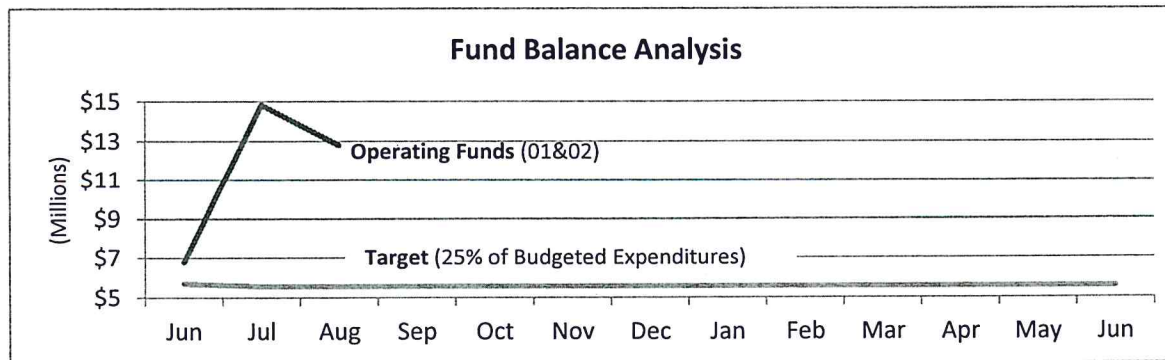 Fund Balance Analysis
(Millions)
$15
$13
$11
$9
$7
$5
Operating Funds (01&02)
Target (25% of Budgeted Expenditures)
Jun Jul Aug Sep Oct Nov Dec Jan Feb Mar Apr May Jun